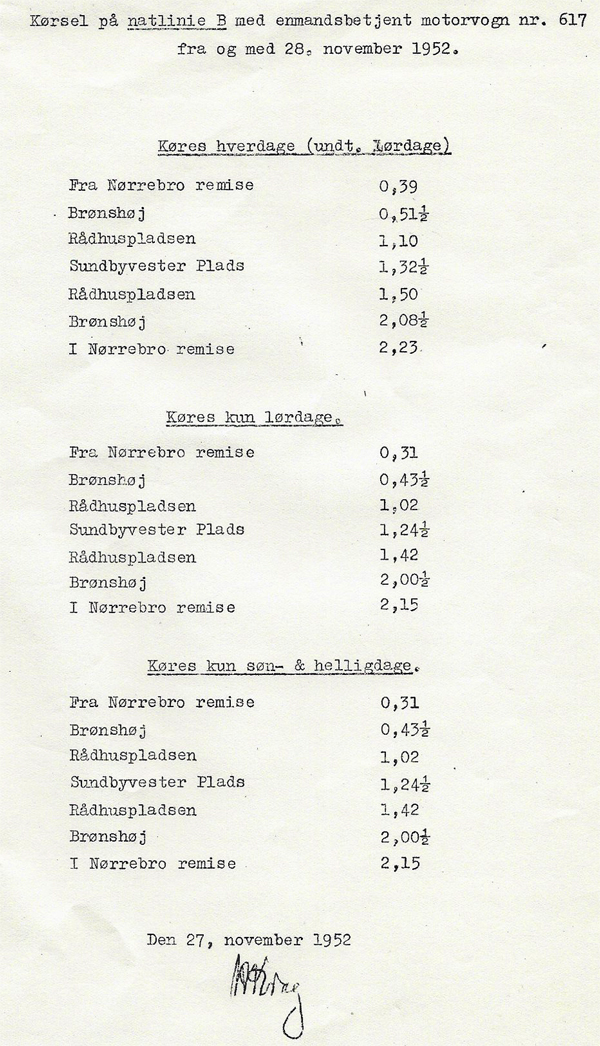 Kørsel på natlinie B med enmandsbetjent motorvogn nr. 617
fra og med 28. november 1952.
Køres hverdage (undt. lørdage)
Fra Nørrebro remise 0,39
Brønshøj 0,51½
Rådhuspladsen 1,10
Sundbyvester Plads 1,32½
Rådhuspladsen 1,50
Brønshøj 2,08½
I Nørrebro remise 2,23
Køres kun lørdage.
Fra Nørrebro remise 0,31
Brønshøj 0,43½
Rådhuspladsen 1,02
Sundbyvester Plads 1,24½
Rådhuspladsen 1,42
Brønshøj 2,00½
I Nørrebro remise 2,15
Køres kun søn- & helligdage.
Fra Nørrebro remise 0,31
Brønshøj 0,43½
Rådhuspladsen 1,02
Sundbyvester Plads 1,24½
Rådhuspladsen 1,42
Brønshøj 2,00½
I Nørrebro remise 2,15
Den 27, november 1952